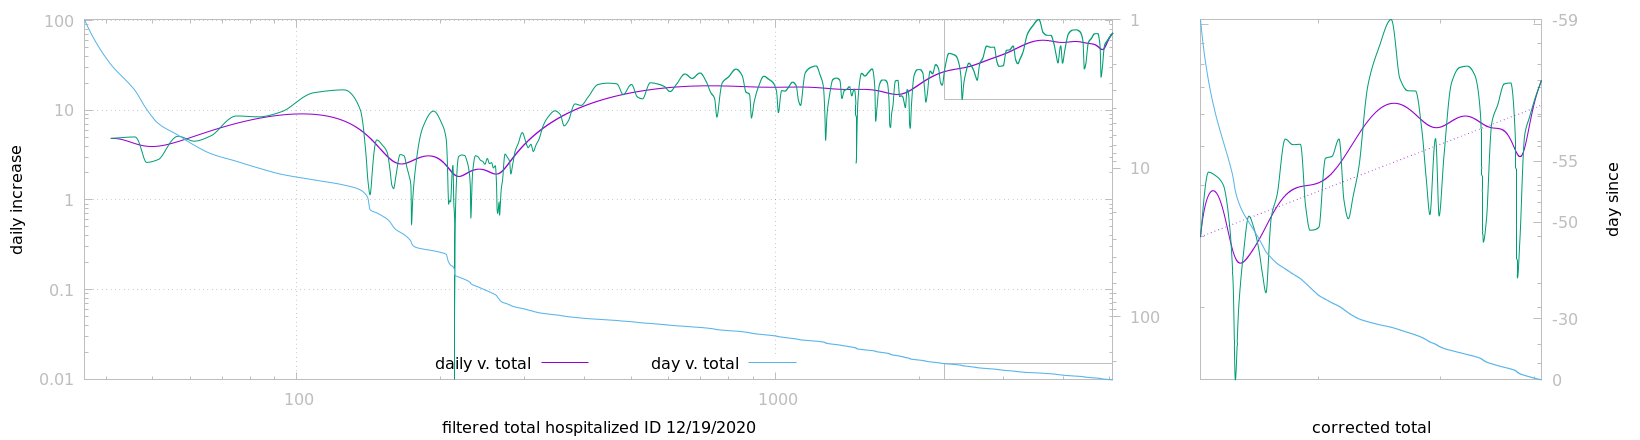 100
10
1
0.1
0.01
daily increase
1
10
100
100
1000
daily v. total
day v. total
filtered total hospitalized ID 12/19/2020
-59
-55
-50
-30
0
day since
corrected total